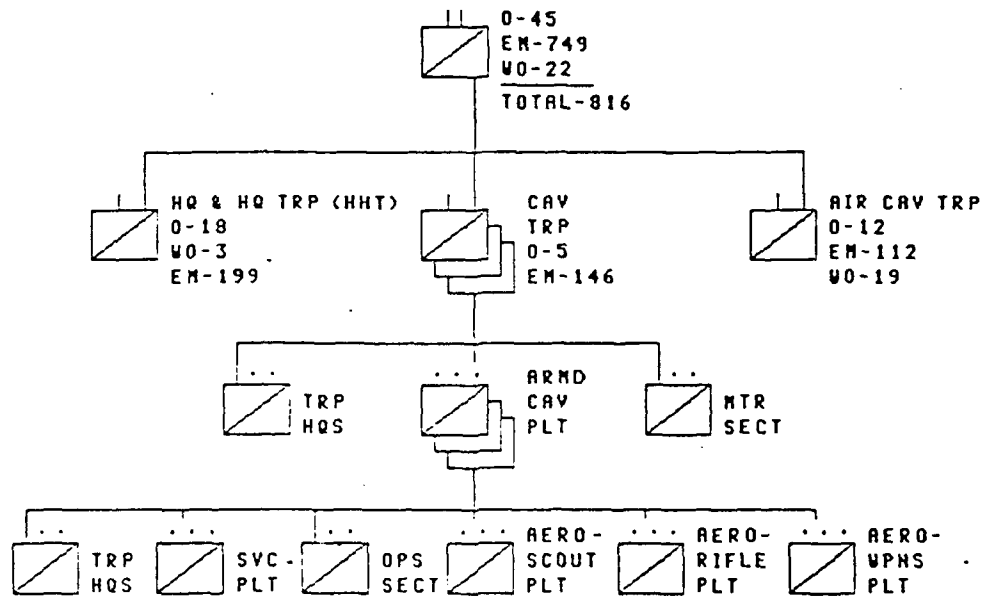 O-45
EM-749
WO-22
TOTAL-816
HQ & HQ TRP (HHT)
O-18
WO-3
EM-199
CAV
TRP
O-5
EM-146
AIR CAV TRP
O-12
EM-112
WO-19
TRP
HQS
ARMD
CAV
PLT
MTR
SECT
TRP
HQS
SVC
PLT
OPS
SECT
AERO-
SCOUT
PLT
AERO-
RIFLE
PLT
AERO-
WPNS
PLT